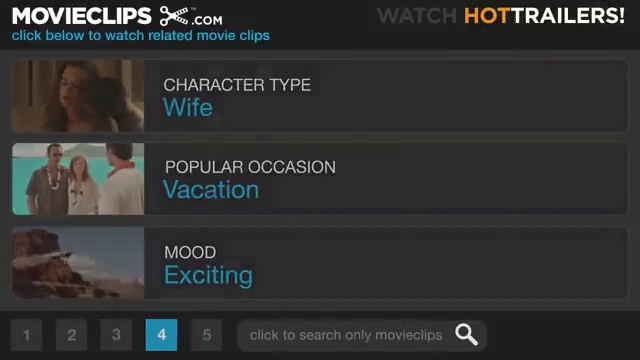 MOVIECLIPS.COM™
WATCH HOTTRAILERS!
click below to watch related movie clips
CHARACTER TYPE
Wife
POPULAR OCCASION
Vacation
MOOD
Exciting
1 2 3 4 5
click to search only movieclips